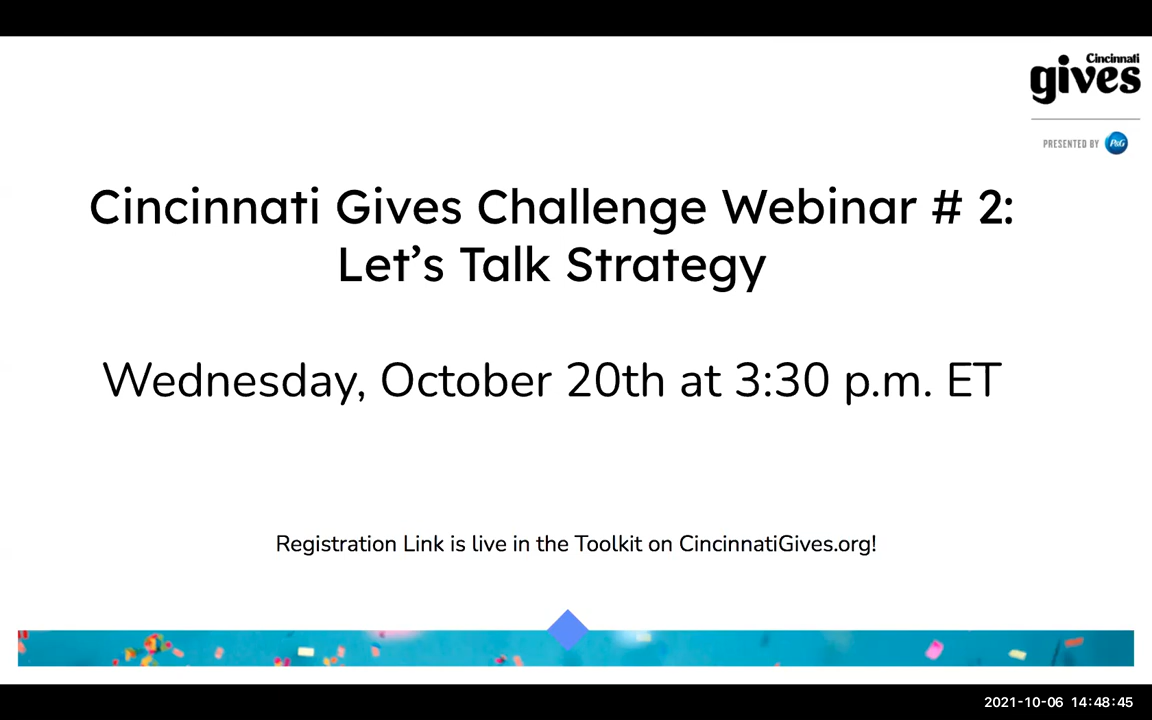 Cincinnati
gives
PRESENTED BY P&G
Cincinnati Gives Challenge Webinar # 2:
Let's Talk Strategy
Wednesday, October 20th at 3:30 p.m. ET
Registration Link is live in the Toolkit on CincinnatiGives.org!
2021-10-06 14:48:45